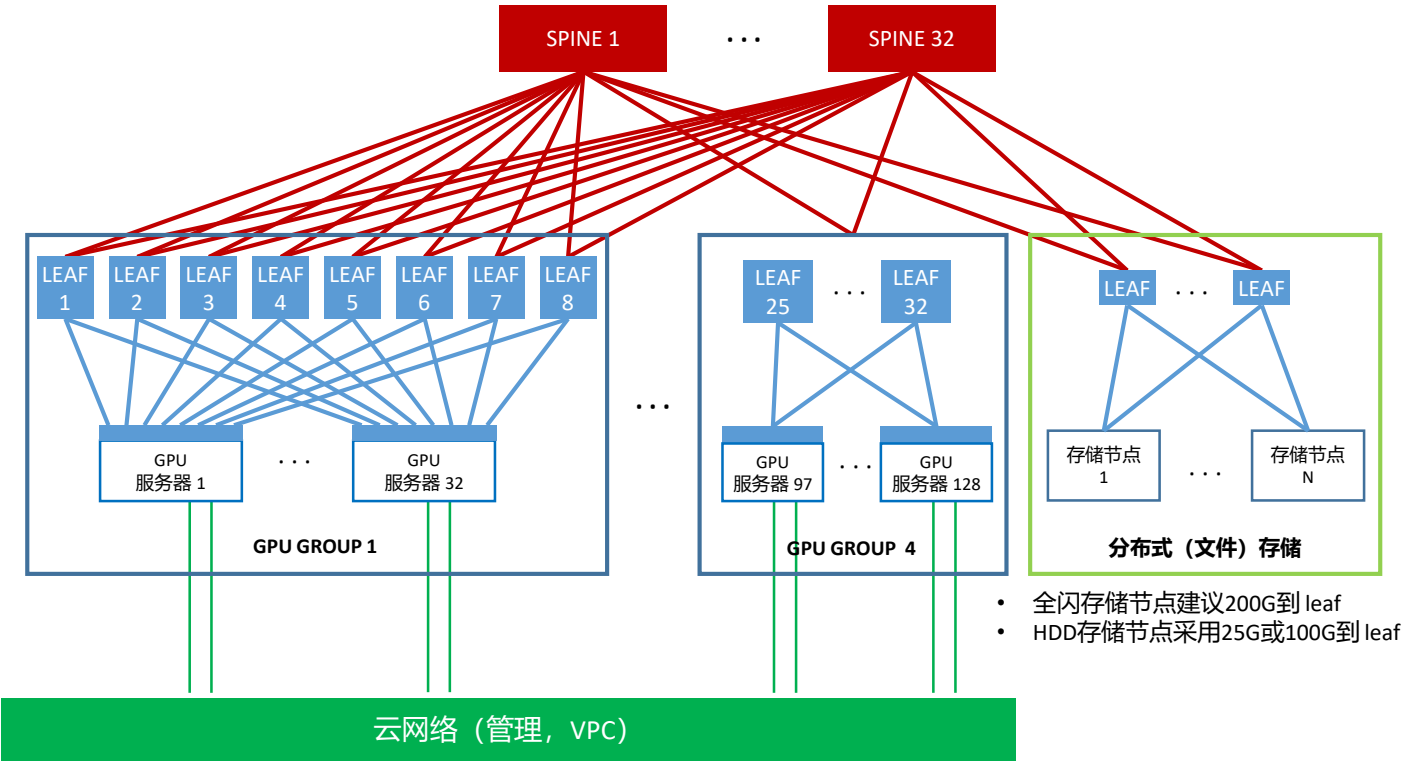 SPINE 1
...
SPINE 32
LEAF
1
LEAF
2
LEAF
3
LEAF
4
LEAF
5
LEAF
6
LEAF
7
LEAF
8
LEAF
25
...
LEAF
32
LEAF
...
LEAF
GPU
服务器 1
...
GPU
服务器 32
GPU GROUP 1
...
GPU
服务器 97
...
GPU
服务器 128
GPU GROUP 4
存储节点
1
...
存储节点
N
分布式（文件）存储
• 全闪存储节点建议200G到 leaf
• HDD存储节点采用25G或100G到 leaf
云网络（管理，VPC）